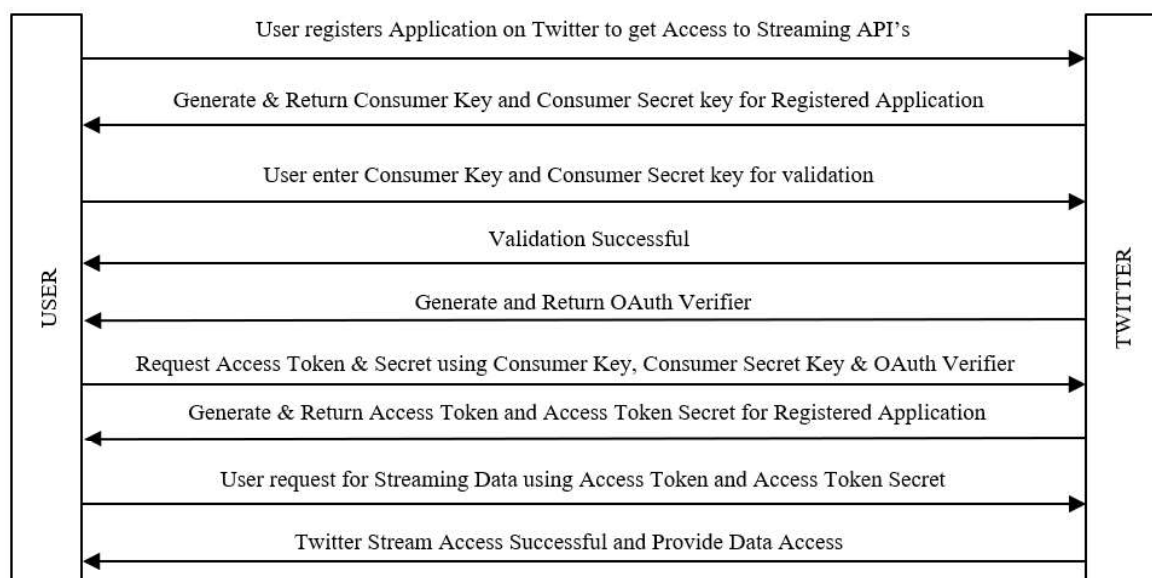 User registers Application on Twitter to get Access to Streaming API's
Generate & Return Consumer Key and Consumer Secret key for Registered Application
User enter Consumer Key and Consumer Secret key for validation
Validation Successful
USER
TWITTER
Generate and Return OAuth Verifier
Request Access Token & Secret using Consumer Key, Consumer Secret Key & OAuth Verifier
Generate & Return Access Token and Access Token Secret for Registered Application
User request for Streaming Data using Access Token and Access Token Secret
Twitter Stream Access Successful and Provide Data Access